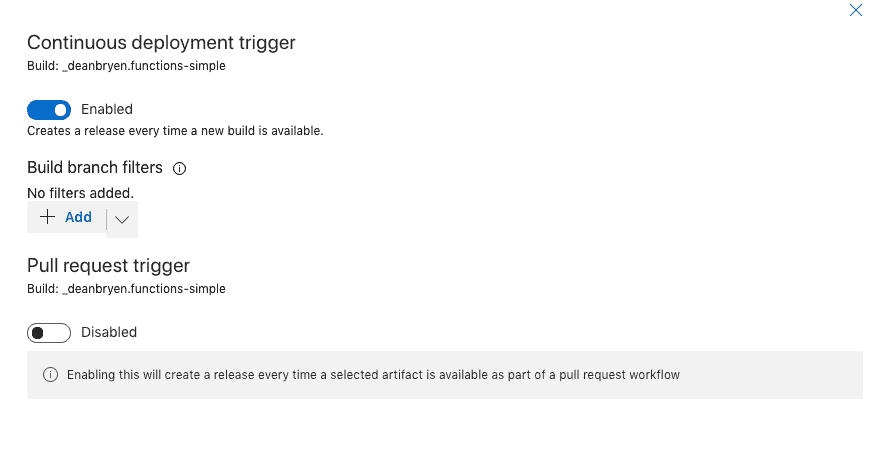 Continuous deployment trigger
Build: _deanbryen.functions-simple
Enabled
Creates a release every time a new build is available.
Build branch filters
No filters added.
Add
Pull request trigger
Build: _deanbryen.functions-simple
Disabled
Enabling this will create a release every time a selected artifact is available as part of a pull request workflow